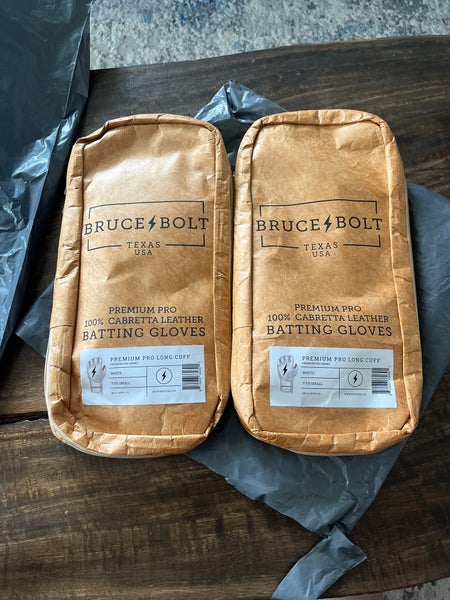 BRUCE BOLT
TEXAS
USA
PREMIUM PRO
100% CABRETTA LEATHER
BATTING GLOVES
PREMIUM PRO LONG CUFF
WHITE
YTH SMALL
BRUCE BOLT
TEXAS
USA
PREMIUM PRO
100% CABRETTA LEATHER
BATTING GLOVES
PREMIUM PRO LONG CUFF
WHITE
YTH SMALL